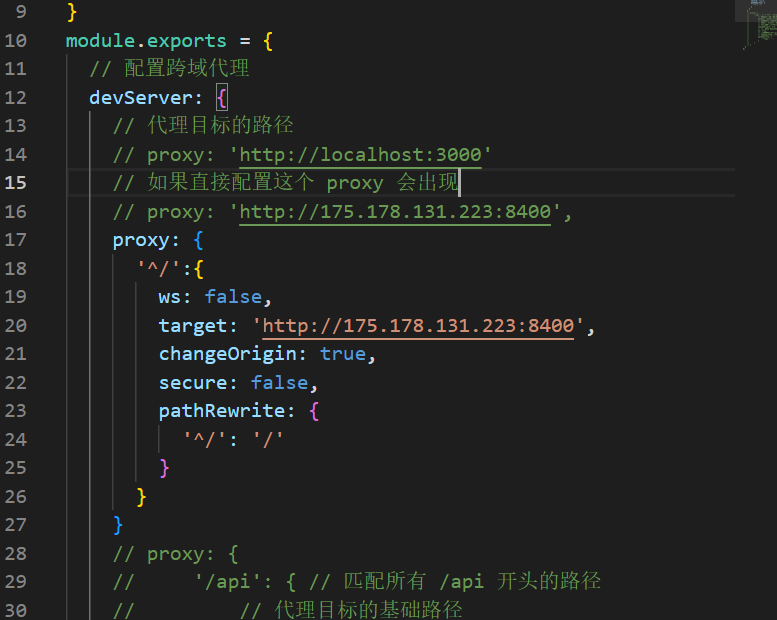 9 }
10 module.exports = {
11 // 配置跨域代理
12 devServer: {
13 // 代理目标的路径
14 // proxy: 'http://localhost:3000'
15 // 如果直接配置这个 proxy 会出现
16 // proxy: 'http://175.178.131.223:8400',
17 proxy: {
18 '^/':{
19 ws: false,
20 target: 'http://175.178.131.223:8400',
21 changeOrigin: true,
22 secure: false,
23 pathRewrite: {
24 '^/': '/'
25 }
26 }
27 }
28 // proxy: {
29 //     '/api': { // 匹配所有 /api 开头的路径
30 //         // 代理目标的基础路径